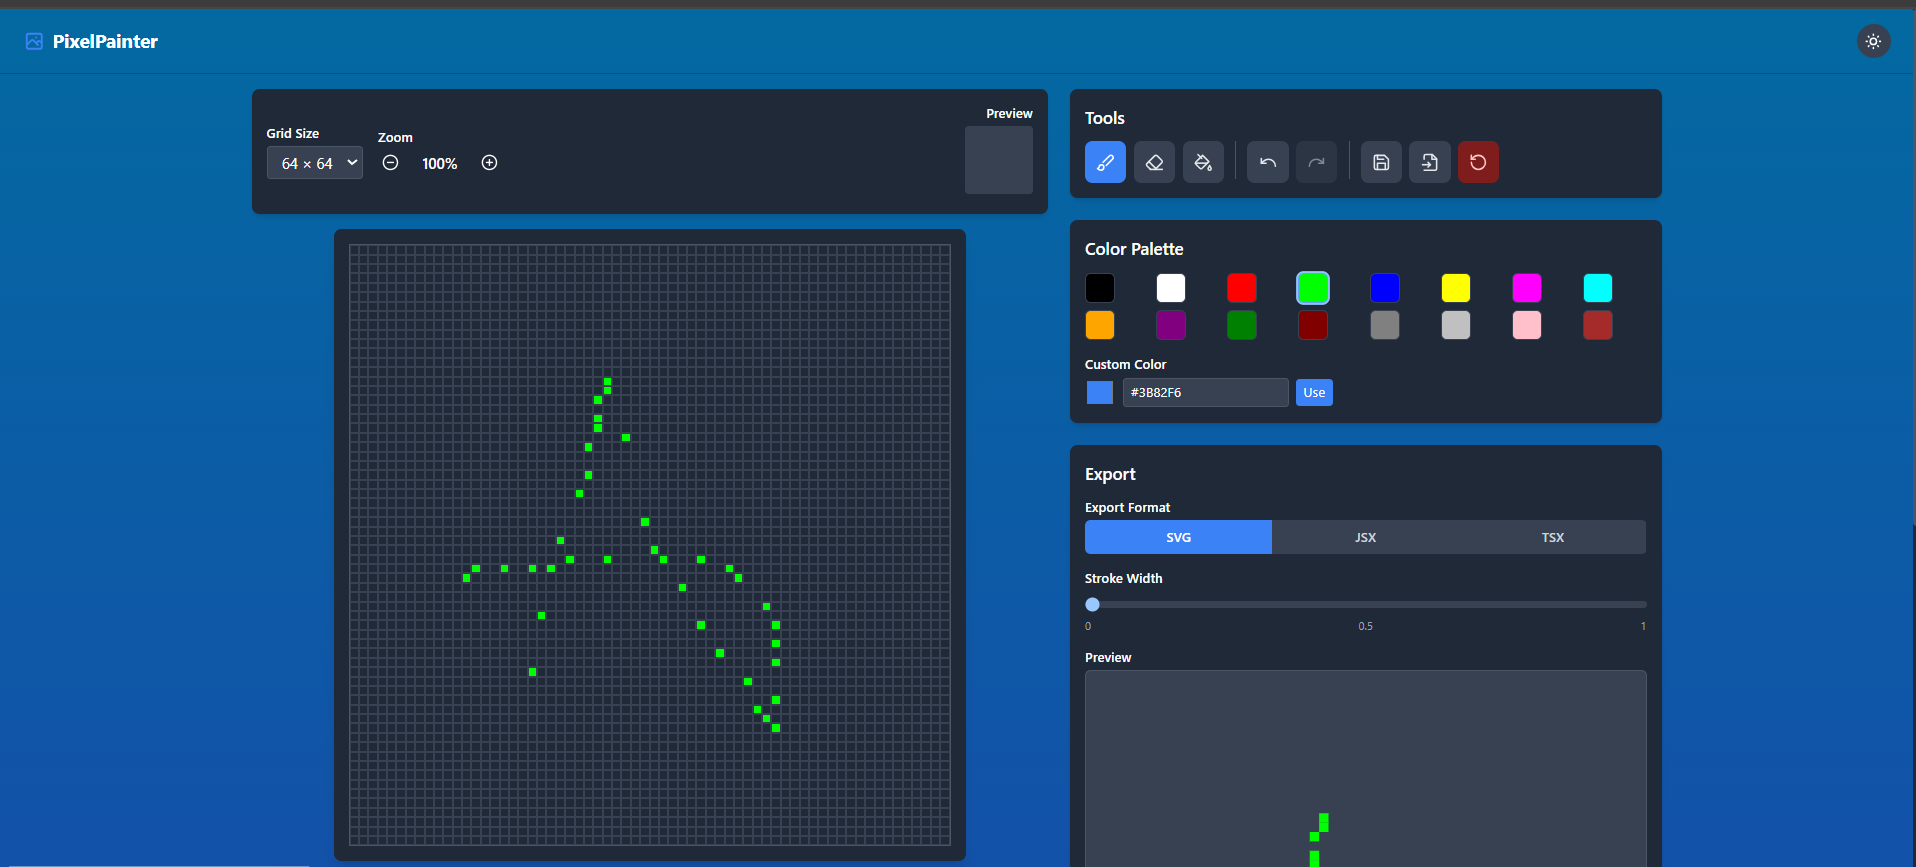 PixelPainter
Grid Size
64 × 64
Zoom
100%
Preview
Tools
Color Palette
Custom Color
#3B82F6
Use
Export
Export Format
SVG
JSX
TSX
Stroke Width
0
0.5
1
Preview